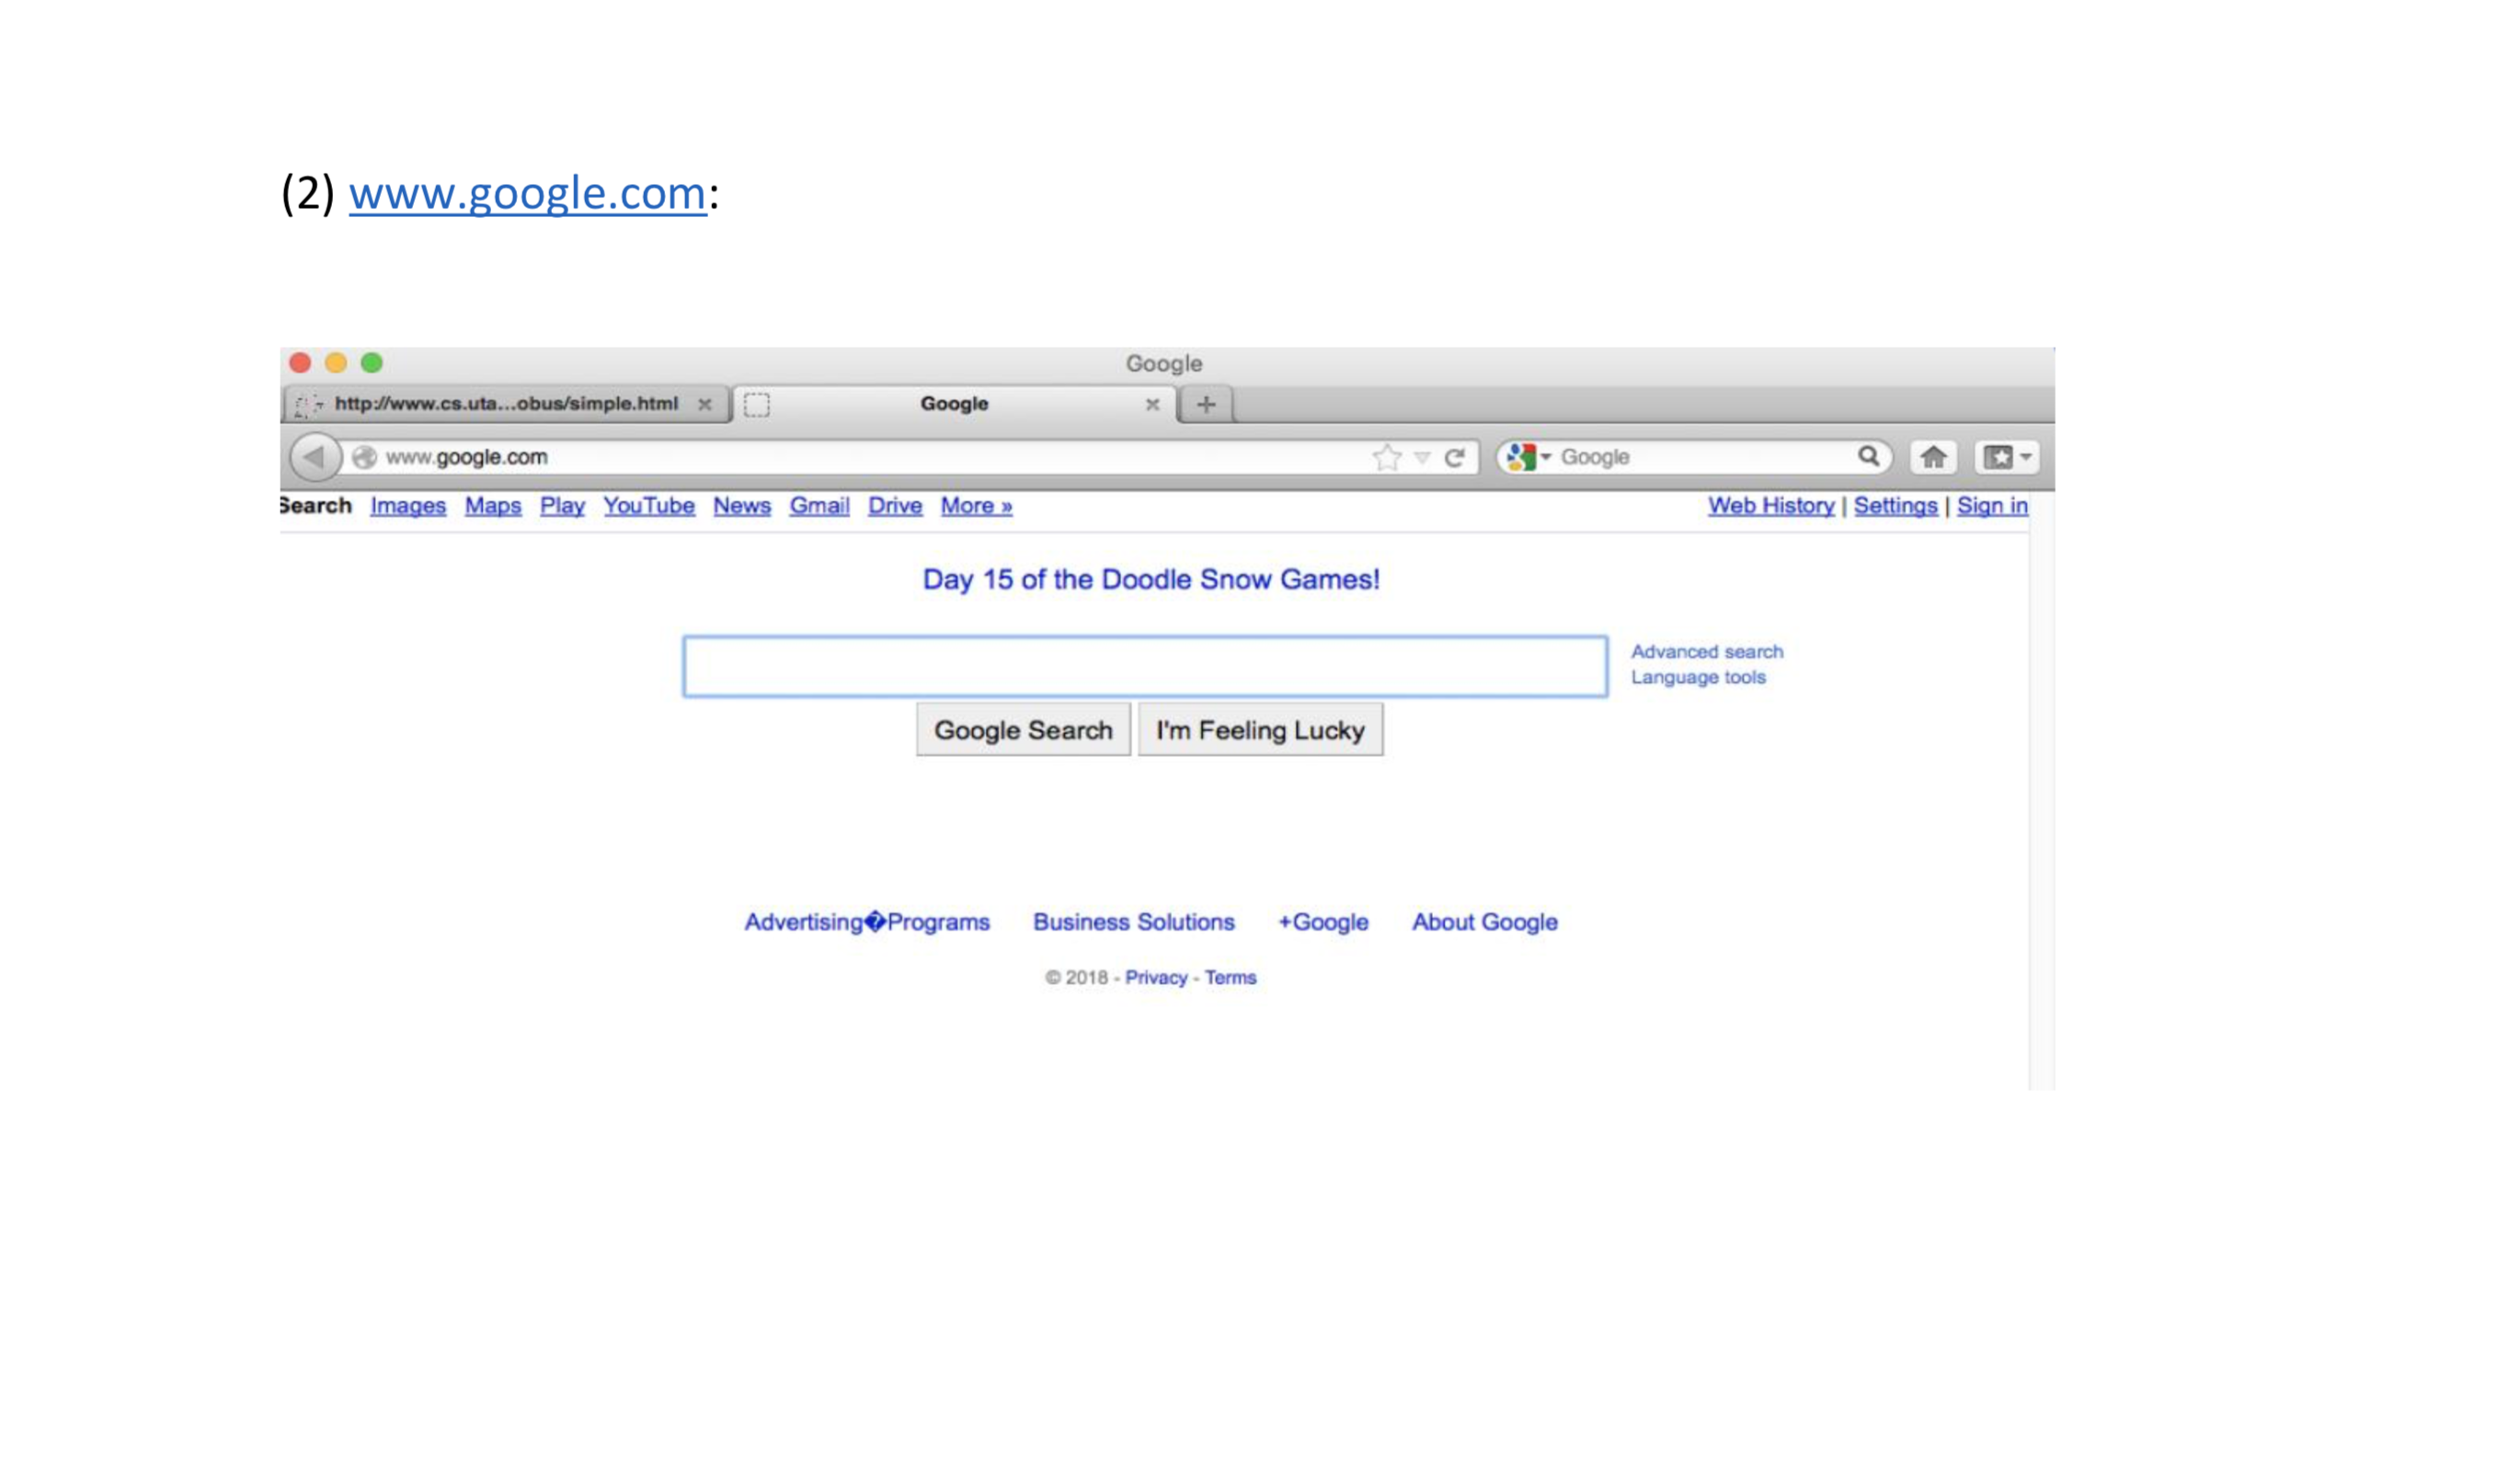 (2) www.google.com:
Google
http://www.cs.uta...obus/simple.html Google
www.google.com Google
Search Images Maps Play YouTube News Gmail Drive More » Web History | Settings | Sign in
Day 15 of the Doodle Snow Games!
Advanced search
Language tools
Google Search I'm Feeling Lucky
Advertising�Programs Business Solutions +Google About Google
© 2018 - Privacy - Terms